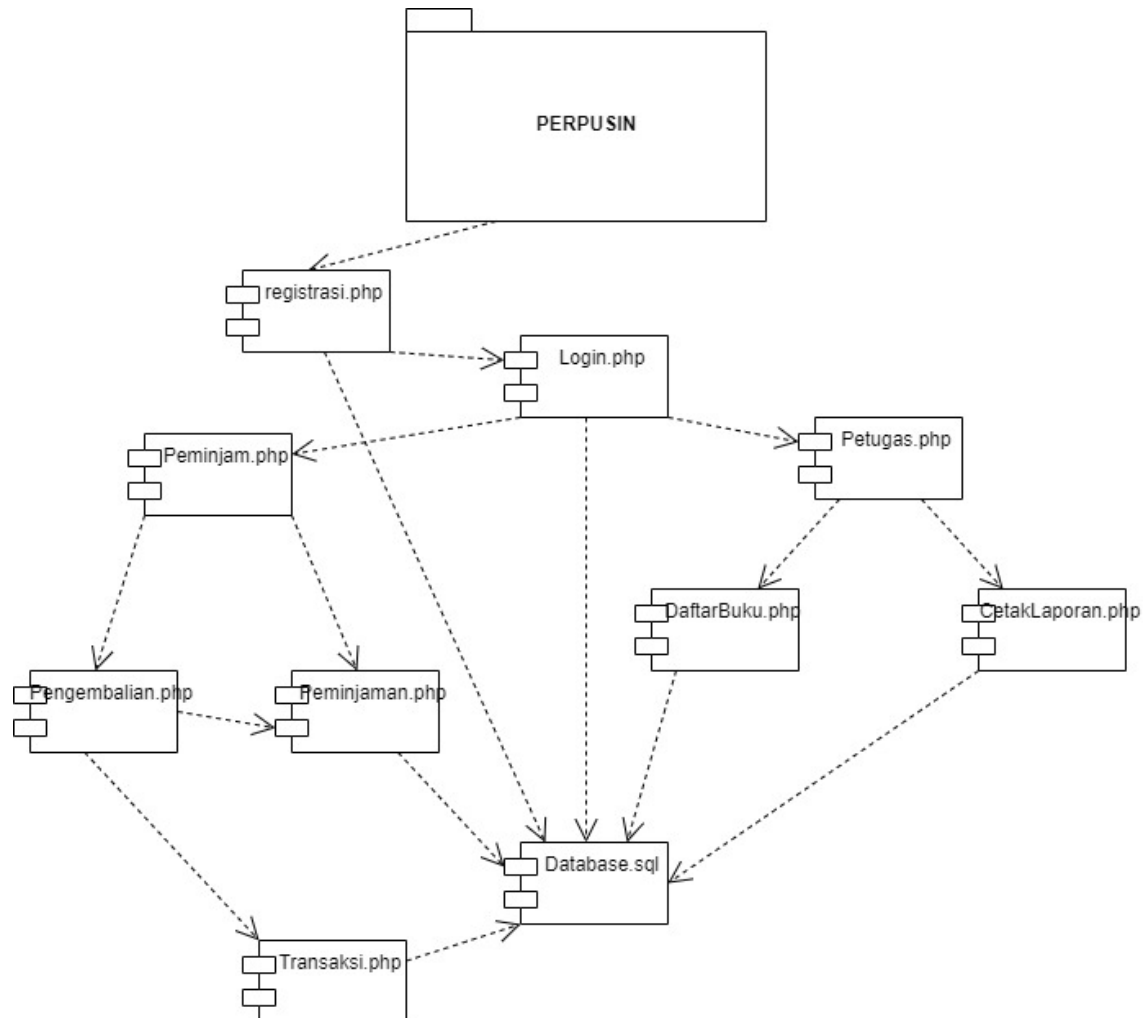 PERPUSIN
registrasi.php
Login.php
Peminjam.php
Petugas.php
DaftarBuku.php
CetakLaporan.php
Pengembalian.php
Peminjaman.php
Database.sql
Transaksi.php